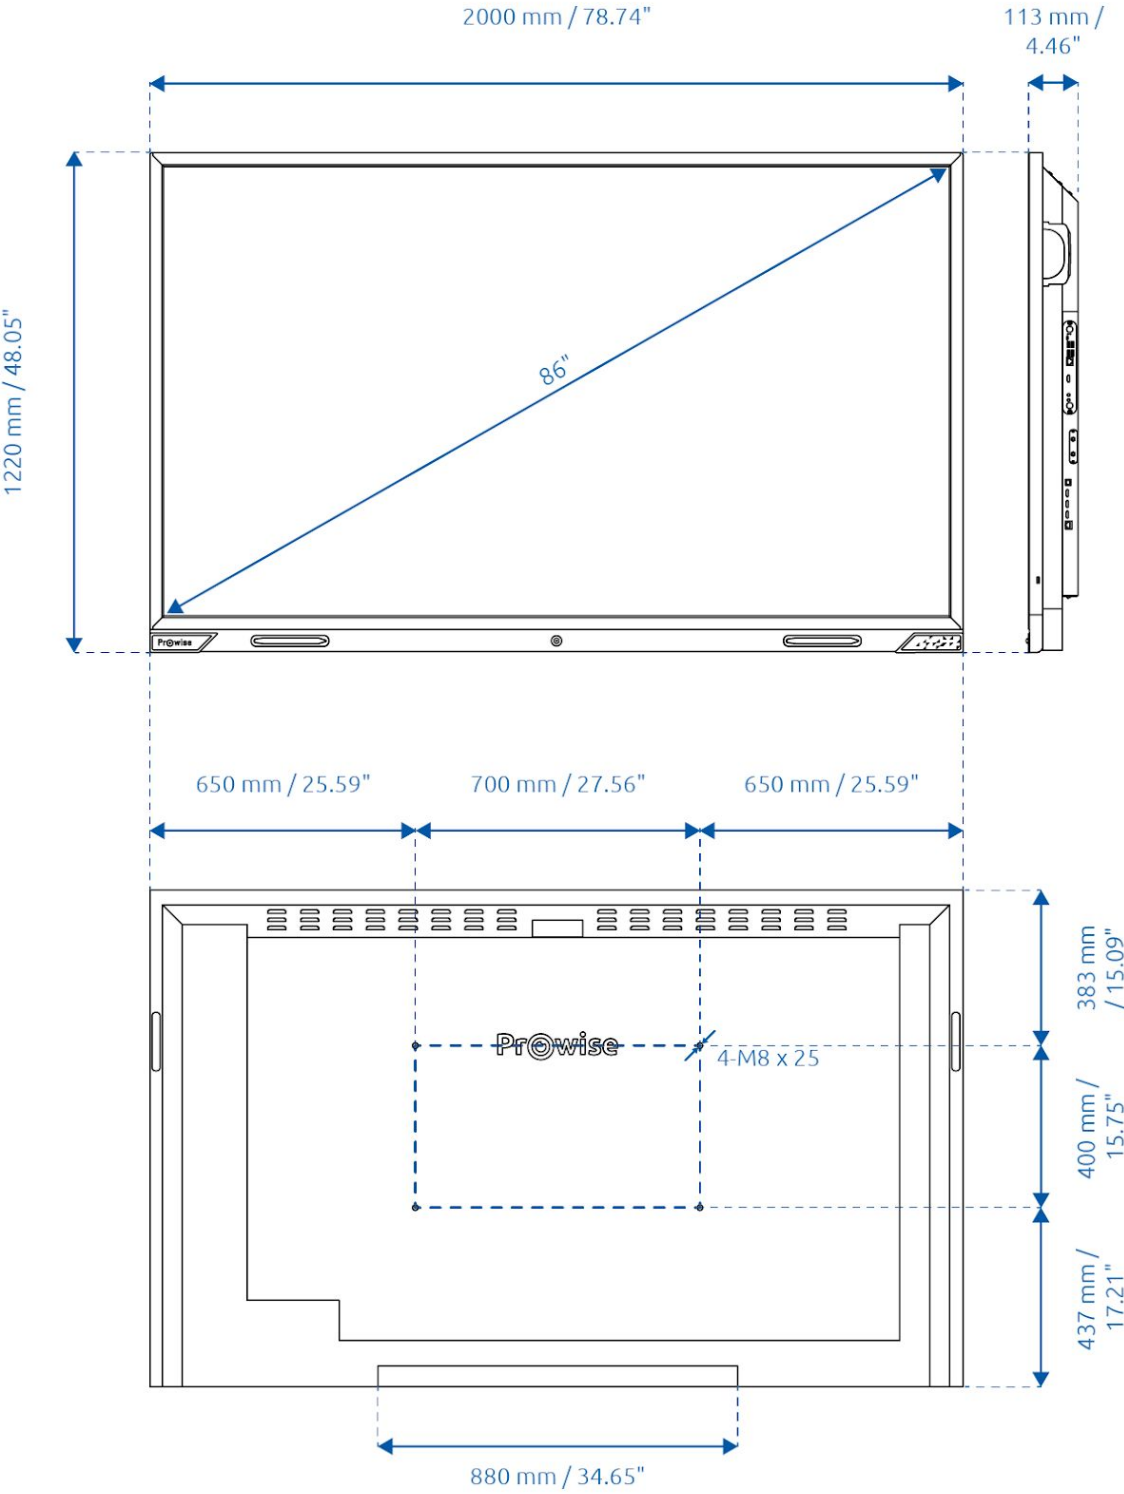 2000 mm / 78.74"
113 mm /
4.46"
1220 mm / 48.05"
86"
Prowise
650 mm / 25.59"
700 mm / 27.56"
650 mm / 25.59"
383 mm
/ 15.09"
Prowise
4-M8 x 25
400 mm /
15.75"
437 mm /
17.21"
880 mm / 34.65"